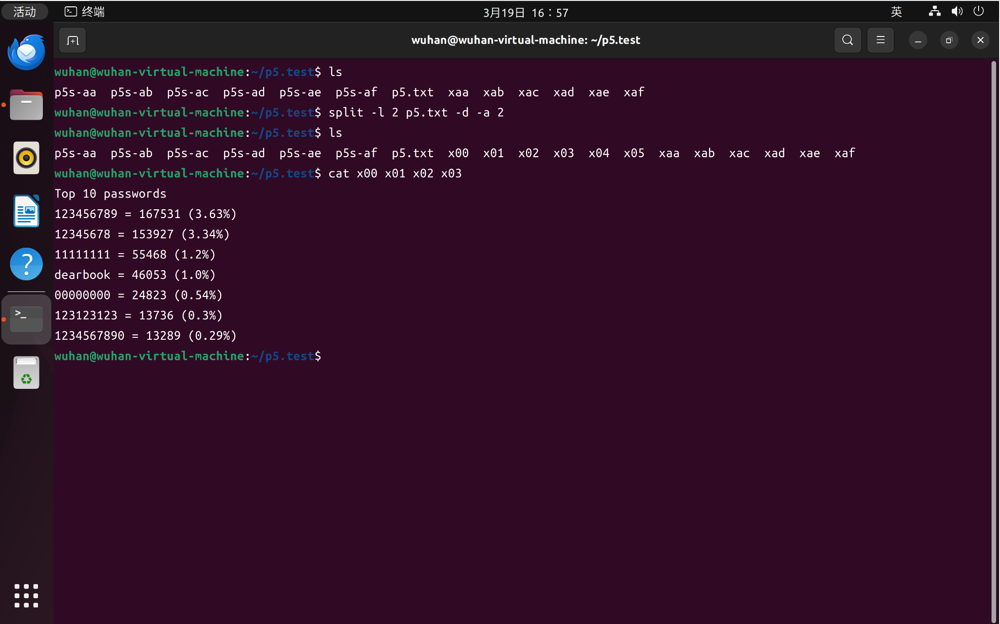 活动 终端 3月19日 16：57 英
wuhan@wuhan-virtual-machine: ~/p5.test
wuhan@wuhan-virtual-machine:~/p5.test$ ls
p5s-aa p5s-ab p5s-ac p5s-ad p5s-ae p5s-af p5.txt xaa xab xac xad xae xaf
wuhan@wuhan-virtual-machine:~/p5.test$ split -l 2 p5.txt -d -a 2
wuhan@wuhan-virtual-machine:~/p5.test$ ls
p5s-aa p5s-ab p5s-ac p5s-ad p5s-ae p5s-af p5.txt x00 x01 x02 x03 x04 x05 xaa xab xac xad xae xaf
wuhan@wuhan-virtual-machine:~/p5.test$ cat x00 x01 x02 x03
Top 10 passwords
123456789 = 167531 (3.63%)
12345678 = 153927 (3.34%)
11111111 = 55468 (1.2%)
dearbook = 46053 (1.0%)
00000000 = 24823 (0.54%)
123123123 = 13736 (0.3%)
1234567890 = 13289 (0.29%)
wuhan@wuhan-virtual-machine:~/p5.test$